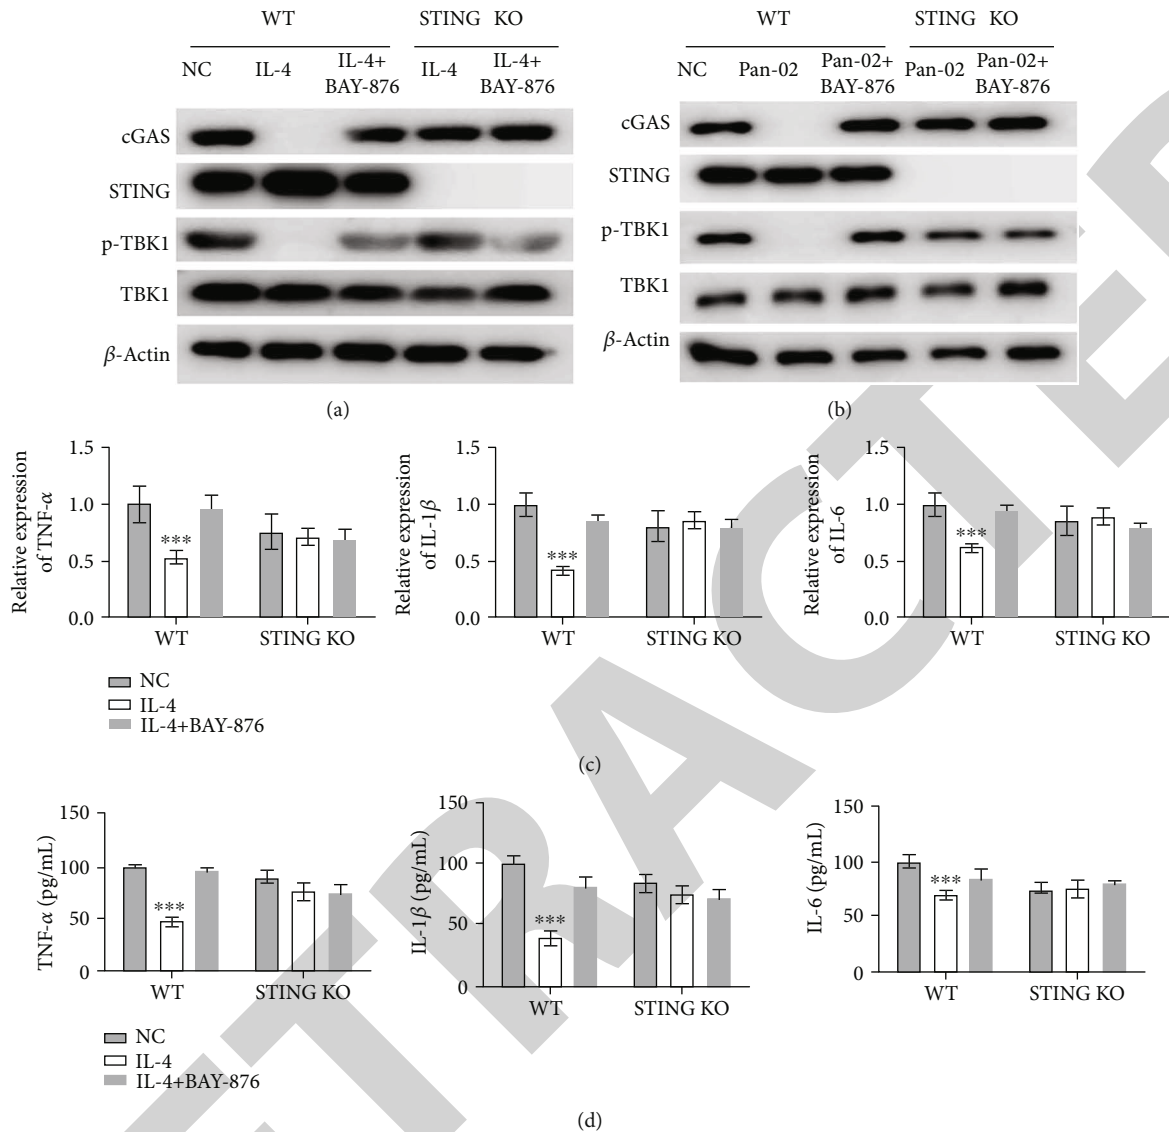 WT STING KO
NC IL-4 IL-4+ BAY-876 IL-4 IL-4+ BAY-876
cGAS
STING
p-TBK1
TBK1
β-Actin
(a)
WT STING KO
NC Pan-02 Pan-02+ BAY-876 Pan-02 Pan-02+ BAY-876
cGAS
STING
p-TBK1
TBK1
β-Actin
(b)
Relative expression
of TNF-α
1.5
1.0
0.5
0.0
***
WT STING KO
Relative expression
of IL-1β
1.5
1.0
0.5
0.0
***
WT STING KO
Relative expression
of IL-6
1.5
1.0
0.5
0.0
***
WT STING KO
NC
IL-4
IL-4+BAY-876
(c)
TNF-α (pg/mL)
150
100
50
0
***
WT STING KO
IL-1β (pg/mL)
150
100
50
0
***
WT STING KO
IL-6 (pg/mL)
150
100
50
0
***
WT STING KO
NC
IL-4
IL-4+BAY-876
(d)